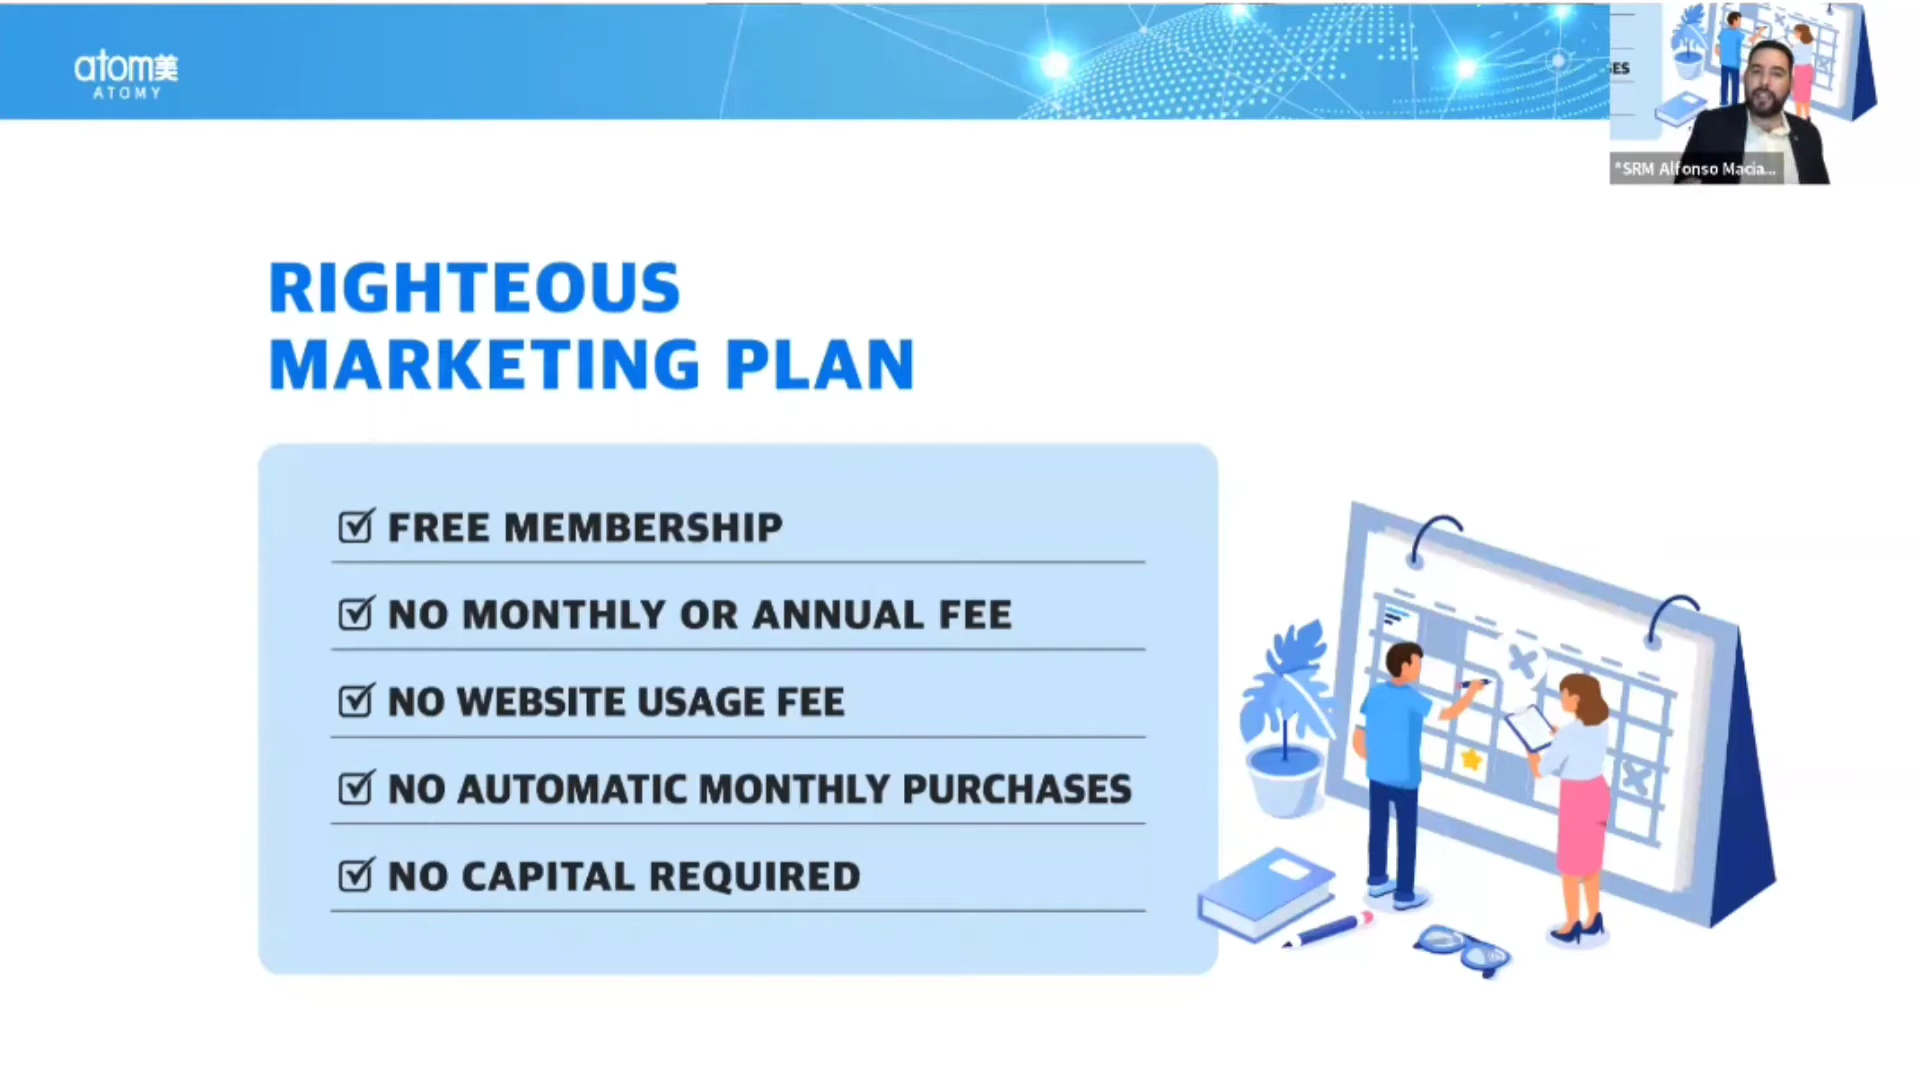 atom美
ATOMY
ES
*SRM Alfonso Macia...
RIGHTEOUS
MARKETING PLAN
FREE MEMBERSHIP
NO MONTHLY OR ANNUAL FEE
NO WEBSITE USAGE FEE
NO AUTOMATIC MONTHLY PURCHASES
NO CAPITAL REQUIRED